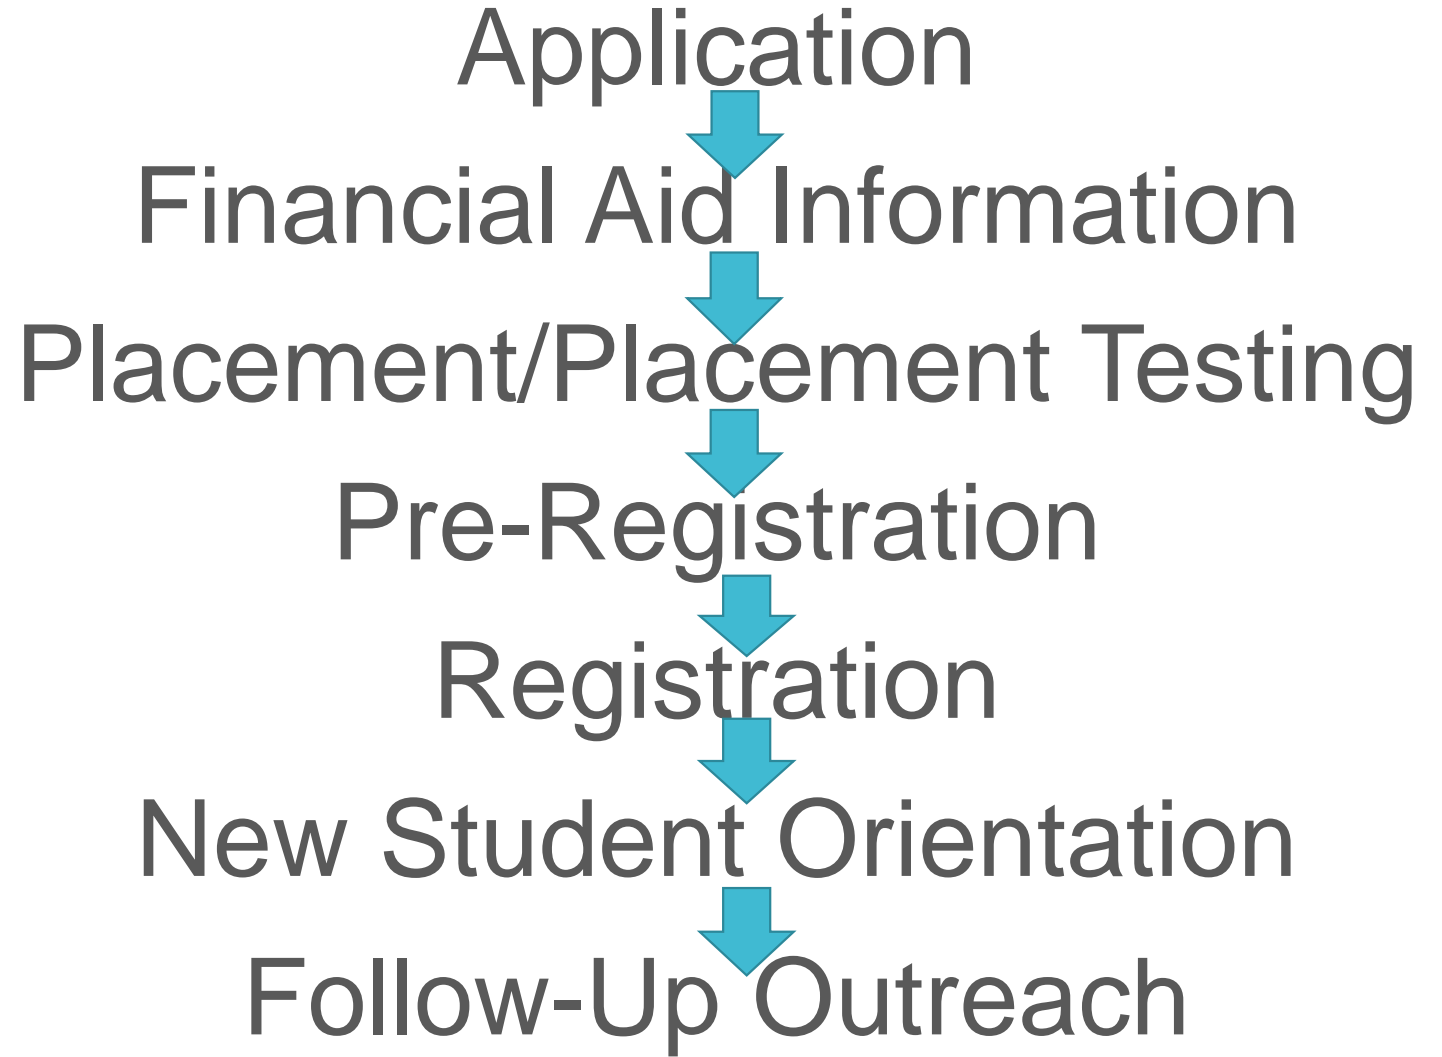 Application
Financial Aid Information
Placement/Placement Testing
Pre-Registration
Registration
New Student Orientation
Follow-Up Outreach